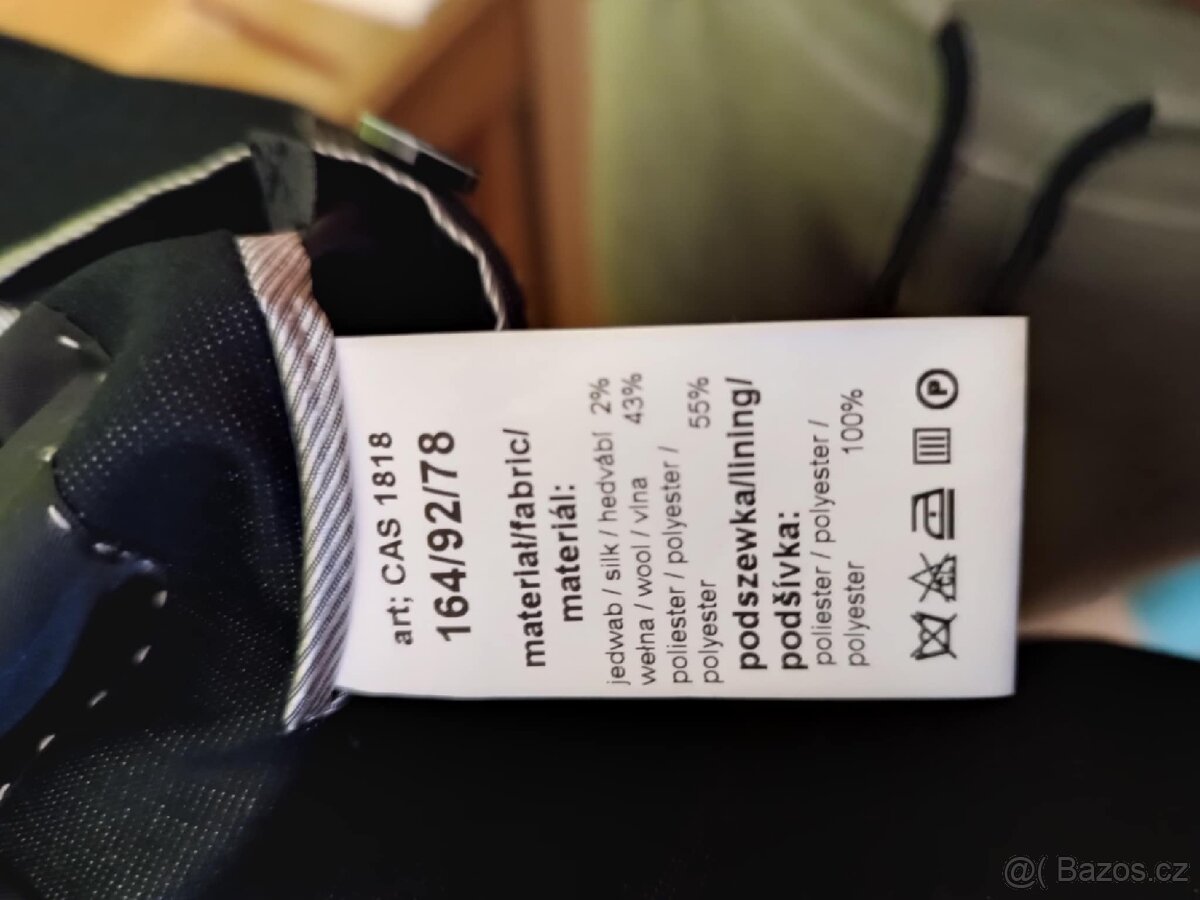 art; CAS 1818
164/92/78
materiał/fabric/
materiál:
jedwab / silk / hedvábí 2%
wełna / wool / vlna 43%
poliester / polyester /
polyester 55%
podszewka/lining/
podšívka:
poliester / polyester /
polyester 100%
P
@( Bazos.cz